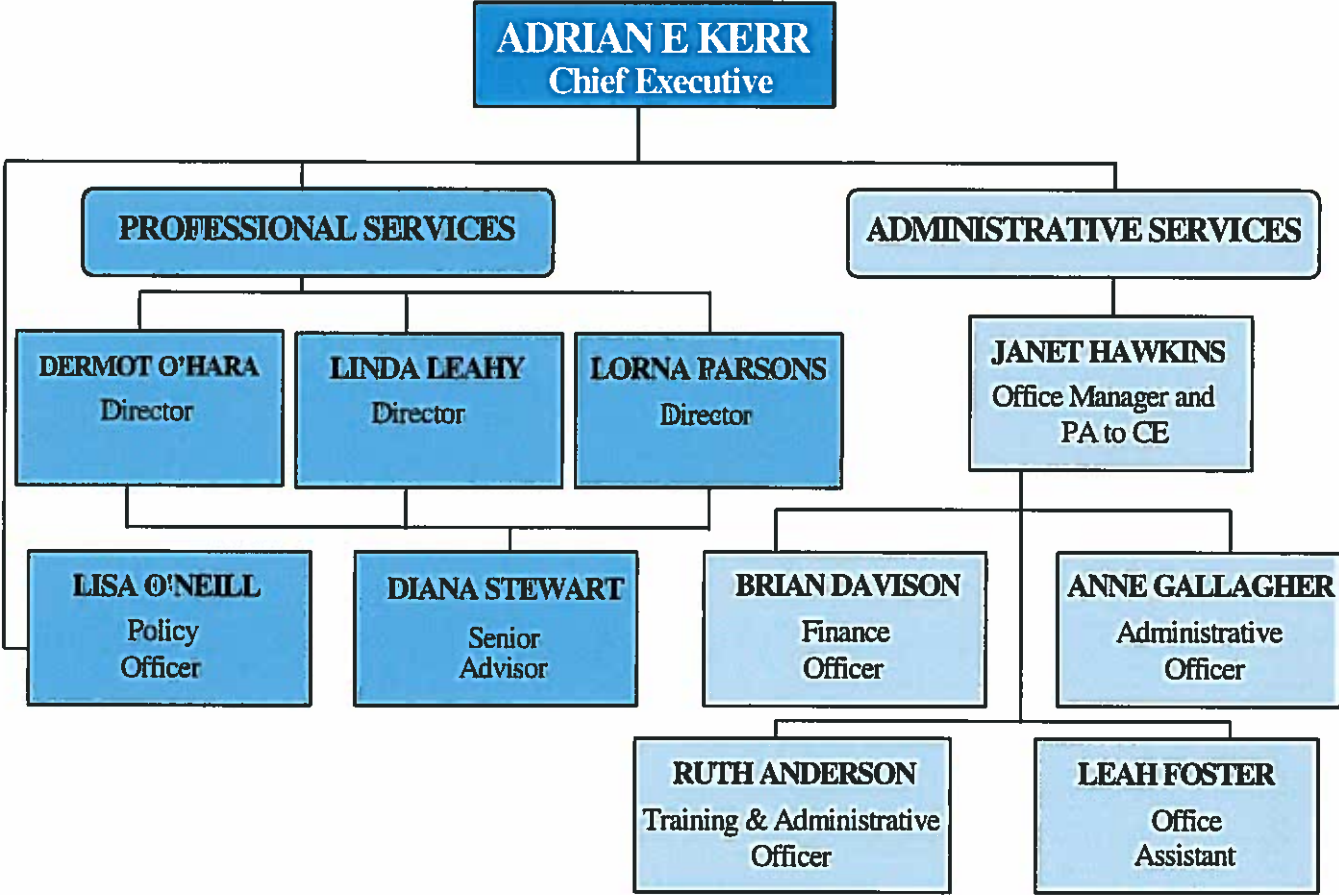 ADRIAN E KERR
Chief Executive
PROFESSIONAL SERVICES
ADMINISTRATIVE SERVICES
DERMOT O'HARA
Director
LINDA LEAHY
Director
LORNA PARSONS
Director
JANET HAWKINS
Office Manager and
PA to CE
LISA O'NEILL
Policy
Officer
DIANA STEWART
Senior
Advisor
BRIAN DAVISON
Finance
Officer
ANNE GALLAGHER
Administrative
Officer
RUTH ANDERSON
Training & Administrative
Officer
LEAH FOSTER
Office
Assistant